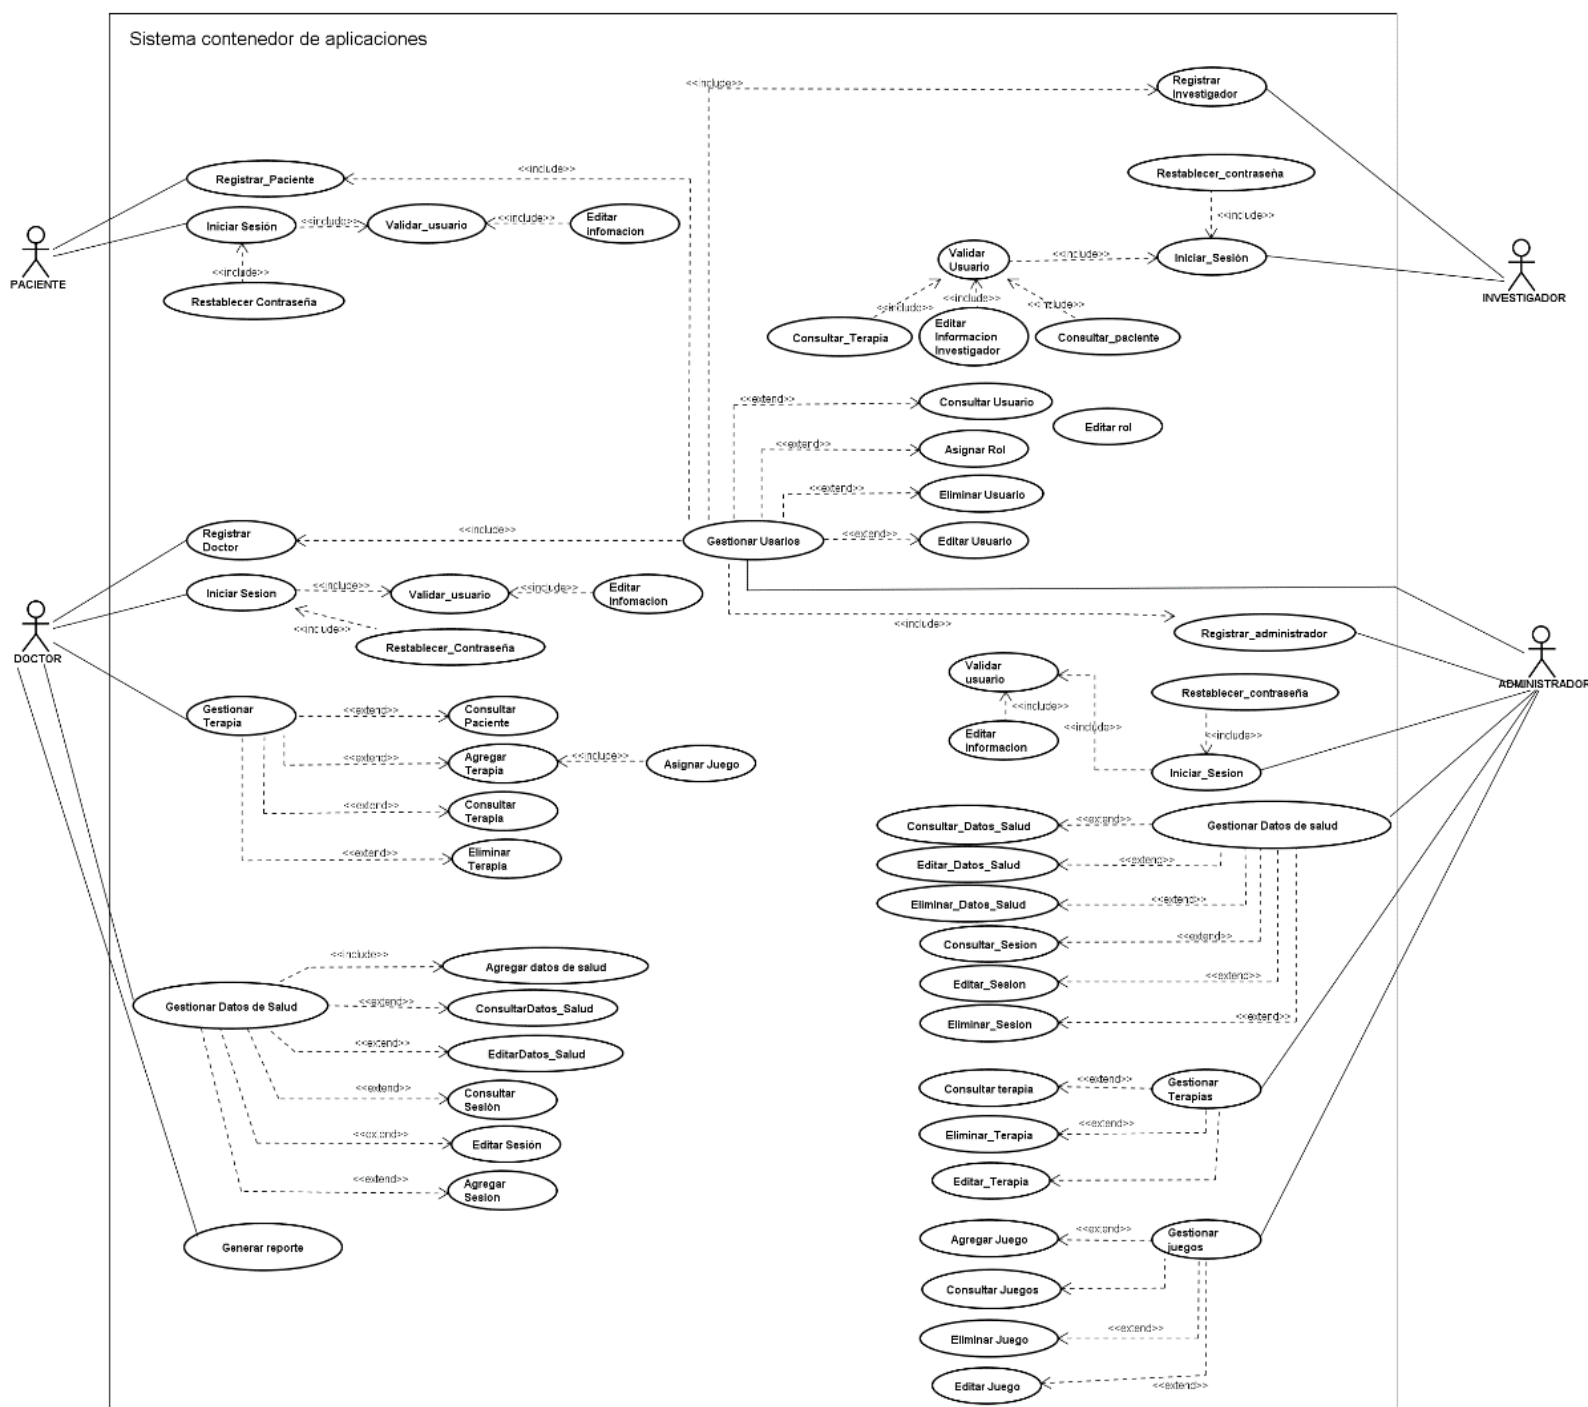 Sistema contenedor de aplicaciones
<<include>>
Registrar
Investigador
<<include>>
Registrar_Paciente
Restablecer_contraseña
Iniciar Sesión
<<include>>
Validar_usuario
<<include>>
Editar
Infomacion
<<include>>
PACIENTE
<<include>>
Restablecer Contraseña
Validar
Usuario
<<include>>
Iniciar_Sesión
INVESTIGADOR
<<include>>
<<include>>
<<include>>
Consultar_Terapia
Editar
Informacion
Investigador
Consultar_paciente
<<extend>>
Consultar Usuario
Editar rol
<<extend>>
Asignar Rol
<<extend>>
Eliminar Usuario
Registrar
Doctor
<<include>>
Gestionar Usarios
<<extend>>
Editar Usuario
Iniciar Sesion
<<include>>
Validar_usuario
<<include>>
Editar
Infomacion
<<include>>
Restablecer_Contraseña
DOCTOR
<<include>>
Registrar_administrador
ADMINISTRADOR
Validar
usuario
Restablecer_contraseña
<<include>>
<<include>>
<<include>>
Editar
Informacion
Iniciar_Sesion
Gestionar
Terapia
<<extend>>
Consultar
Paciente
<<extend>>
Agregar
Terapia
<<include>>
Asignar Juego
<<extend>>
Consultar
Terapia
<<extend>>
Eliminar
Terapia
Consultar_Datos_Salud
<<extend>>
Gestionar Datos de salud
Editar_Datos_Salud
<<extend>>
Eliminar_Datos_Salud
<<extend>>
Consultar_Sesion
<<extend>>
Editar_Sesion
<<extend>>
Eliminar_Sesion
<<extend>>
<<include>>
Agregar datos de salud
Gestionar Datos de Salud
<<extend>>
ConsultarDatos_Salud
<<extend>>
EditarDatos_Salud
<<extend>>
Consultar
Sesión
<<extend>>
Editar Sesión
<<extend>>
Agregar
Sesion
Generar reporte
Consultar terapia
<<extend>>
Gestionar
Terapias
Eliminar_Terapia
<<extend>>
Editar_Terapia
Agregar Juego
<<extend>>
Gestionar
juegos
Consultar Juegos
Eliminar Juego
<<extend>>
Editar Juego
<<extend>>